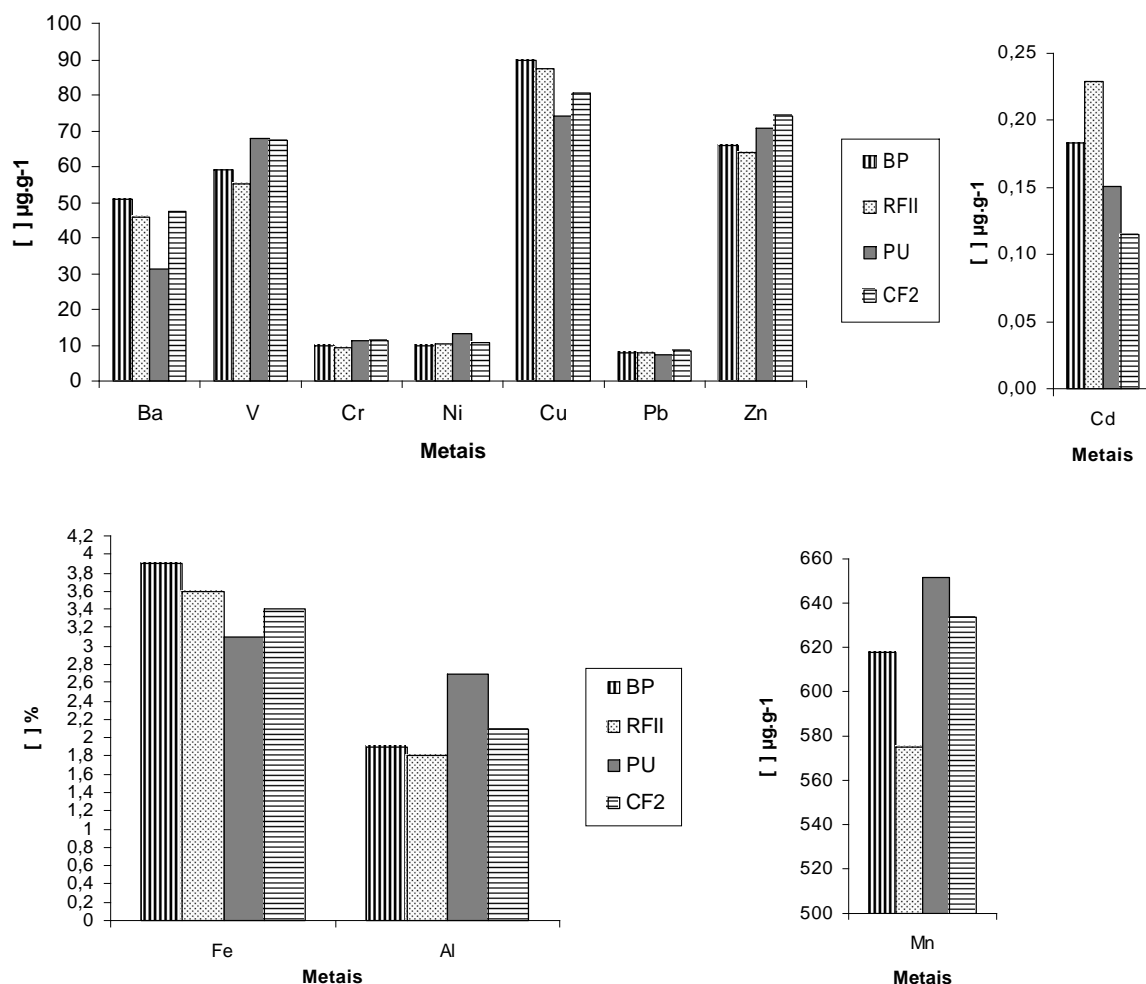 100
90
80
70
60
50
40
30
20
10
0
[ ] µg.g-1
Ba V Cr Ni Cu Pb Zn
Metais
BP
RFII
PU
CF2
0,25
0,20
0,15
0,10
0,05
0,00
[ ] µg.g-1
Cd
Metais
4,2
4
3,8
3,6
3,4
3,2
3
2,8
2,6
2,4
2,2
2
1,8
1,6
1,4
1,2
1
0,8
0,6
0,4
0,2
0
[ ] %
Fe Al
Metais
BP
RFII
PU
CF2
660
640
620
600
580
560
540
520
500
[ ] µg.g-1
Mn
Metais